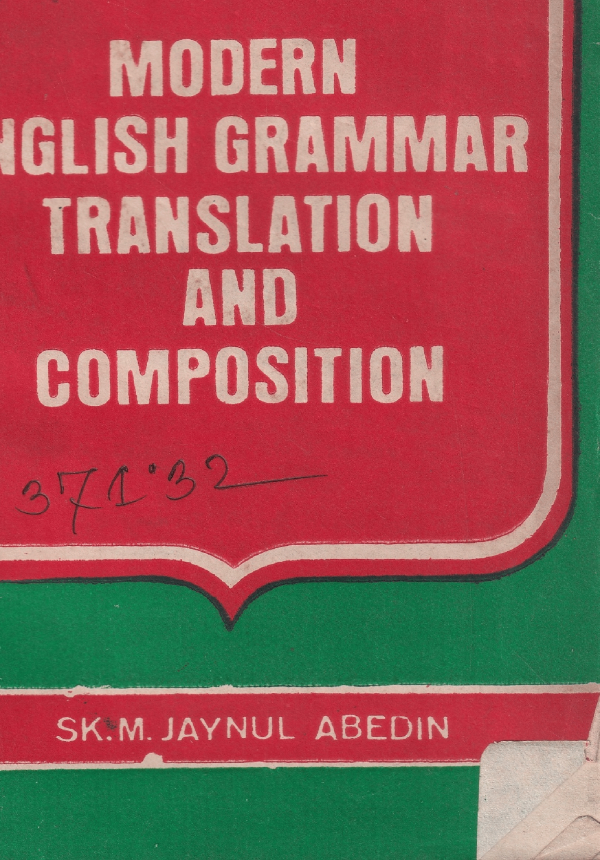 MODERN
NGLISH GRAMMAR
TRANSLATION
AND
COMPOSITION
371.32
SK.M. JAYNUL ABEDIN